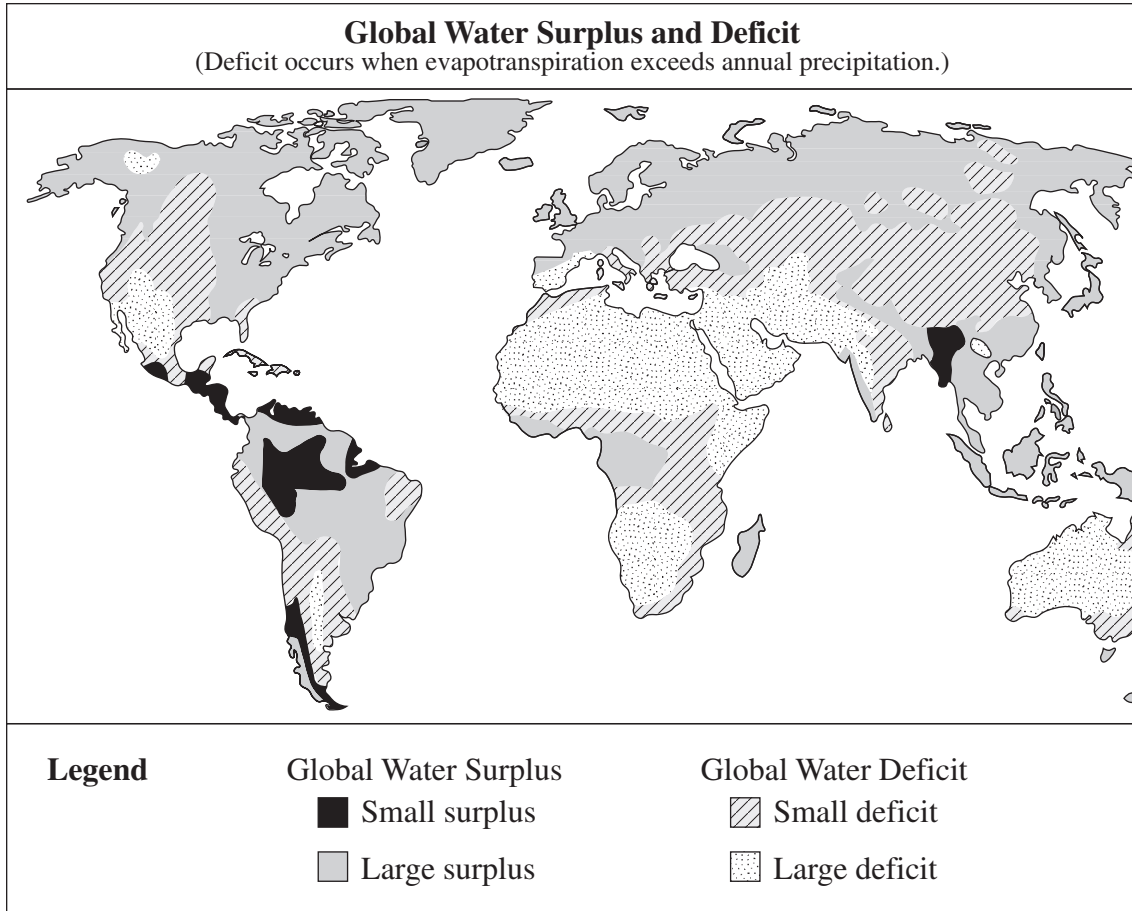 Global Water Surplus and Deficit
(Deficit occurs when evapotranspiration exceeds annual precipitation.)
Legend
Global Water Surplus
Small surplus
Large surplus
Global Water Deficit
Small deficit
Large deficit